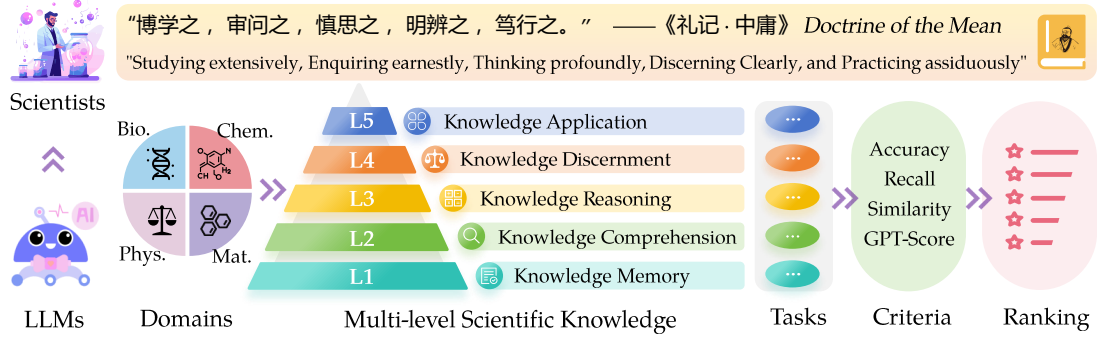 “博学之，审问之，慎思之，明辨之，笃行之。” ——《礼记·中庸》 Doctrine of the Mean
"Studying extensively, Enquiring earnestly, Thinking profoundly, Discerning Clearly, and Practicing assiduously"
Scientists
AI
LLMs
Bio.
Chem.
Phys.
Mat.
Domains
L5 Knowledge Application
L4 Knowledge Discernment
L3 Knowledge Reasoning
L2 Knowledge Comprehension
L1 Knowledge Memory
Multi-level Scientific Knowledge
...
...
...
...
...
Tasks
Accuracy
Recall
Similarity
GPT-Score
Criteria
Ranking